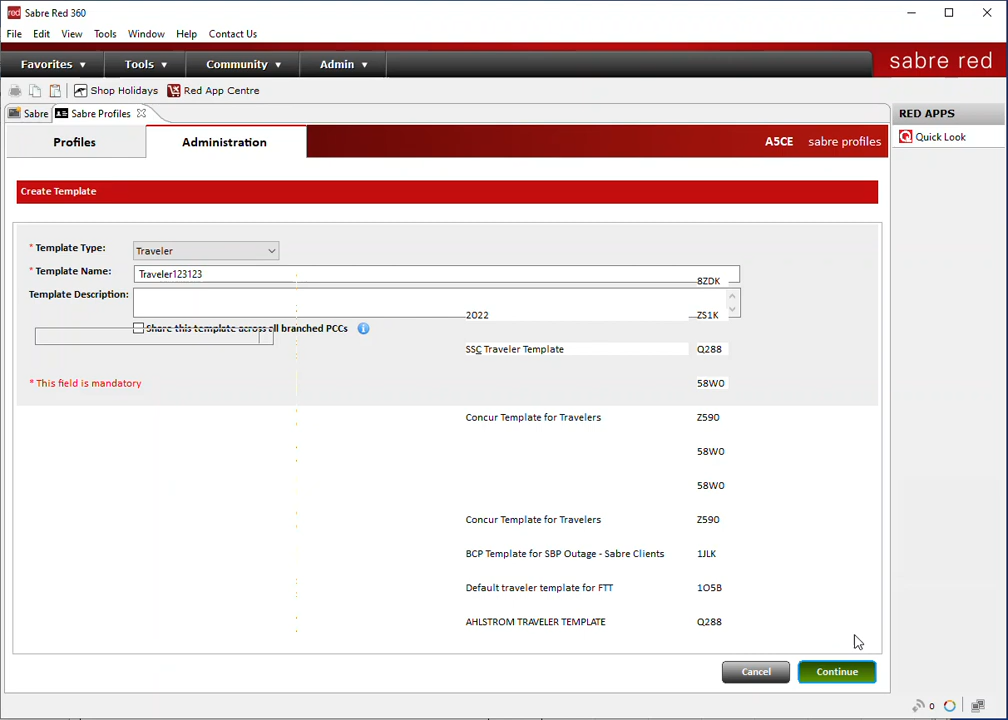 red Sabre Red 360
File Edit View Tools Window Help Contact Us
Favorites Tools Community Admin sabre red
Shop Holidays Red App Centre
Sabre Sabre Profiles RED APPS
Profiles Administration A5CE sabre profiles Quick Look
Create Template
* Template Type: Traveler
* Template Name: Traveler123123
8ZDK
Template Description:
2022 ZS1K
Share this template across all branched PCCs
SSC Traveler Template Q288
* This field is mandatory 58W0
Concur Template for Travelers Z590
58W0
58W0
Concur Template for Travelers Z590
BCP Template for SBP Outage - Sabre Clients 1JLK
Default traveler template for FTT 1O5B
AHLSTROM TRAVELER TEMPLATE Q288
Cancel Continue
0